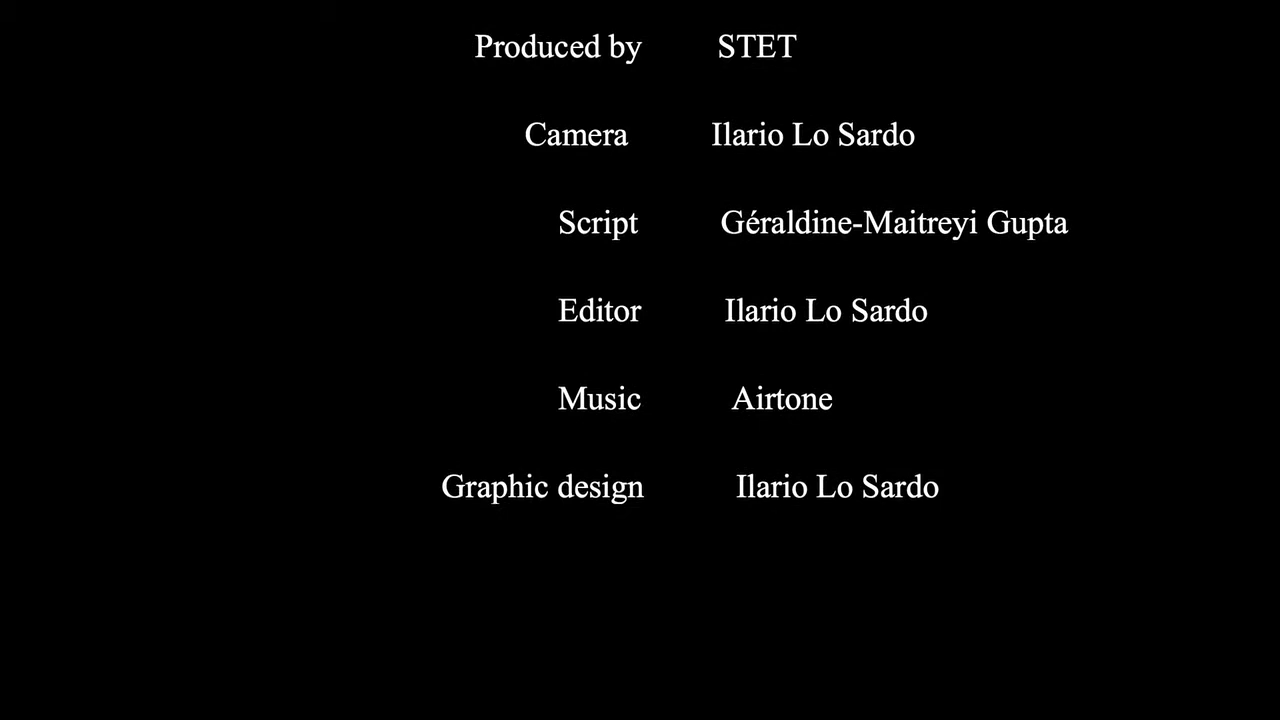 Produced by STET
Camera Ilario Lo Sardo
Script Géraldine-Maitreyi Gupta
Editor Ilario Lo Sardo
Music Airtone
Graphic design Ilario Lo Sardo